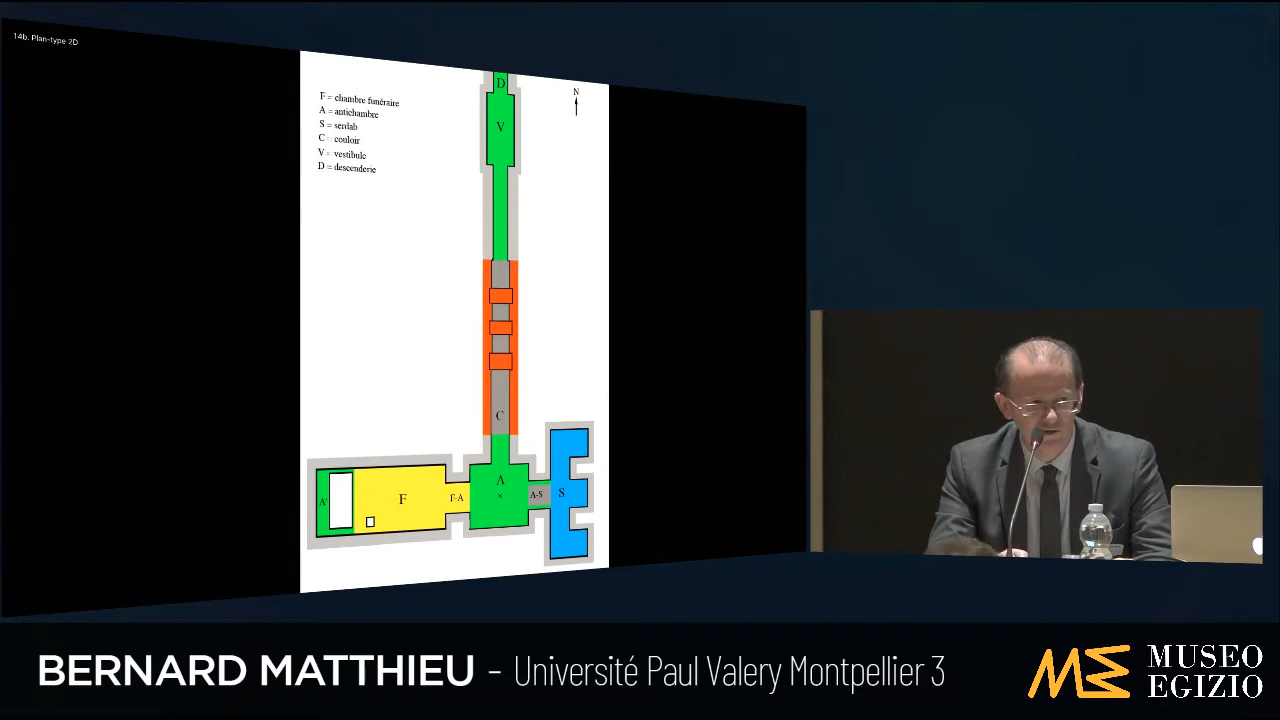 14b. Plan-type 2D
F = chambre funéraire
A = antichambre
S = serdab
C = couloir
V = vestibule
D = descenderie
N
D
V
C
A
×
A'
F
F-A
A-S
S
BERNARD MATTHIEU - Université Paul Valery Montpellier 3
MUSEO
EGIZIO